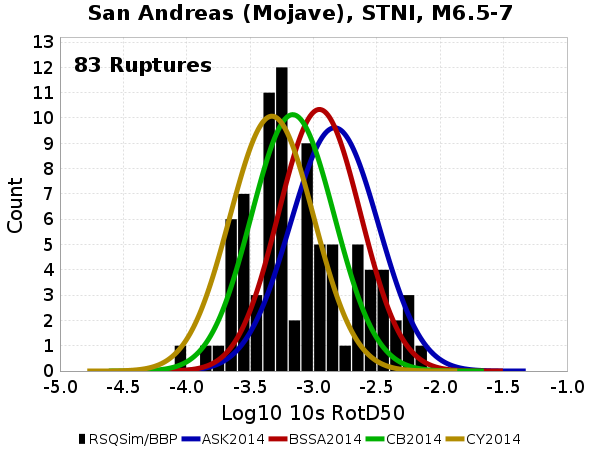 San Andreas (Mojave), STNI, M6.5-7
83 Ruptures
Count
13
12
11
10
9
8
7
6
5
4
3
2
1
0
-5.0 -4.5 -4.0 -3.5 -3.0 -2.5 -2.0 -1.5 -1.0
Log10 10s RotD50
RSQSim/BBP ASK2014 BSSA2014 CB2014 CY2014